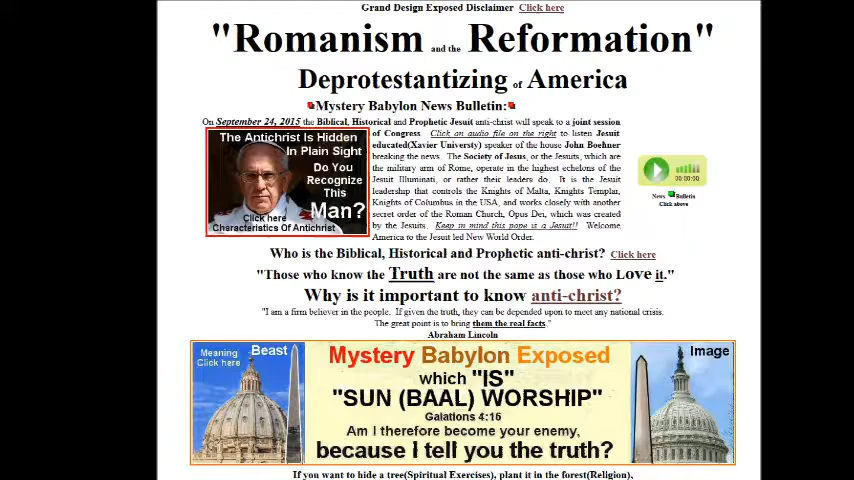 Grand Design Exposed Disclaimer Click here
"Romanism and the Reformation"
Deprotestantizing of America
Mystery Babylon News Bulletin:
On September 24, 2015 the Biblical, Historical and Prophetic Jesuit anti-christ will speak to a joint session
of Congress. Click on an audio file on the right to listen Jesuit
educated(Xavier Universty) speaker of the house John Boehner
breaking the news. The Society of Jesus, or the Jesuits, which are
the military arm of Rome, operate in the highest echelons of the
Jesuit Illuminati, or rather their leaders do. It is the Jesuit
leadership that controls the Knights of Malta, Knights Templar,
Knights of Columbus in the USA, and works closely with another
secret order of the Roman Church, Opus Dei, which was created
by the Jesuits. Keep in mind this pope is a Jesuit!! Welcome
America to the Jesuit led New World Order.
The Antichrist Is Hidden
In Plain Sight
Do You
Recognize
This
Man?
Click here
Characteristics Of Antichrist
00:00:00
News Bulletin
Click above
Who is the Biblical, Historical and Prophetic anti-christ? Click here
"Those who know the Truth are not the same as those who Love it."
Why is it important to know anti-christ?
"I am a firm believer in the people. If given the truth, they can be depended upon to meet any national crisis.
The great point is to bring them the real facts."
Abraham Lincoln
Meaning
Click here
Beast
Mystery Babylon Exposed
which "IS"
"SUN (BAAL) WORSHIP"
Galations 4:16
Am I therefore become your enemy,
because I tell you the truth?
Image
If you want to hide a tree(Spiritual Exercises), plant it in the forest(Religion),